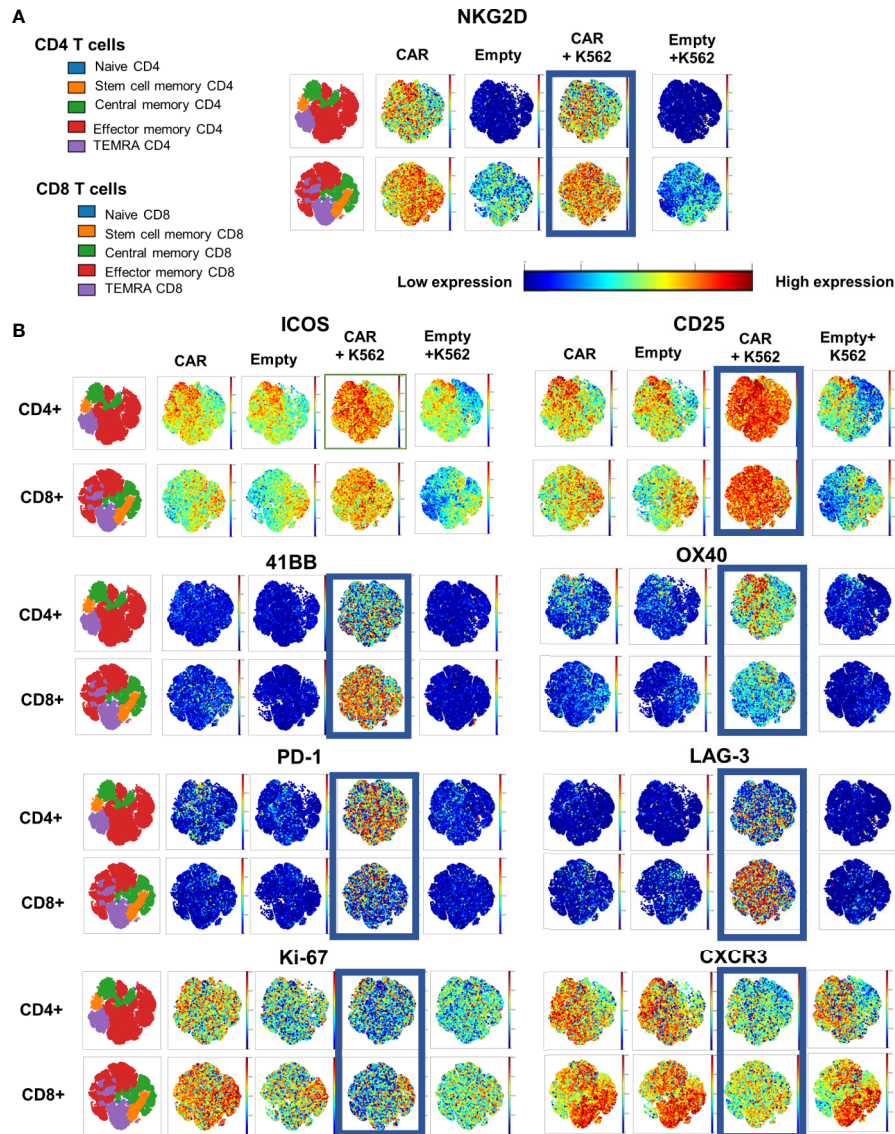 A
NKG2D
CD4 T cells
Naive CD4
Stem cell memory CD4
Central memory CD4
Effector memory CD4
TEMRA CD4
CAR
Empty
CAR
+ K562
Empty
+K562
CD8 T cells
Naive CD8
Stem cell memory CD8
Central memory CD8
Effector memory CD8
TEMRA CD8
Low expression
High expression
B
ICOS
CAR
Empty
CAR
+ K562
Empty
+K562
CD25
CAR
Empty
CAR
+ K562
Empty+
K562
CD4+
CD8+
41BB
OX40
CD4+
CD8+
PD-1
LAG-3
CD4+
CD8+
Ki-67
CXCR3
CD4+
CD8+